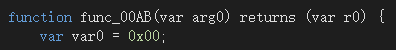 function func_00AB(var arg0) returns (var r0) {
    var var0 = 0x00;